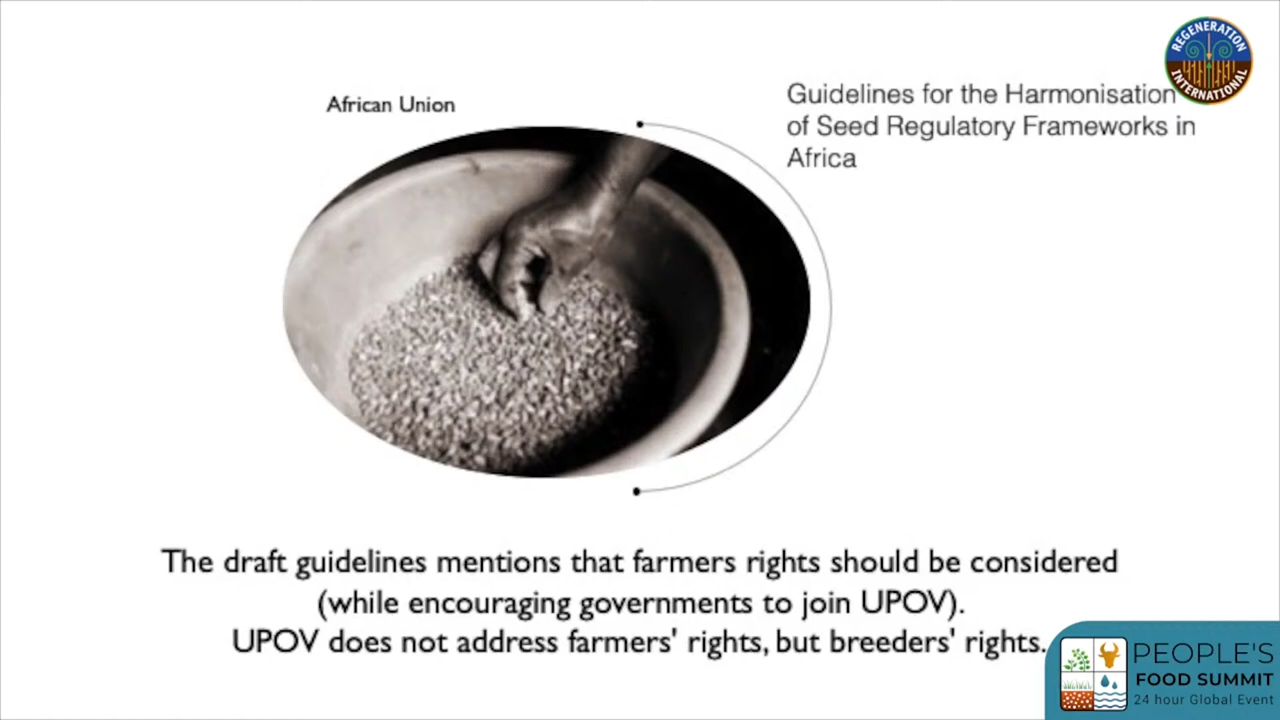 African Union
Guidelines for the Harmonisation
of Seed Regulatory Frameworks in
Africa
REGENERATION
INTERNATIONAL
The draft guidelines mentions that farmers rights should be considered
(while encouraging governments to join UPOV).
UPOV does not address farmers' rights, but breeders' rights.
PEOPLE'S
FOOD SUMMIT
24 hour Global Event